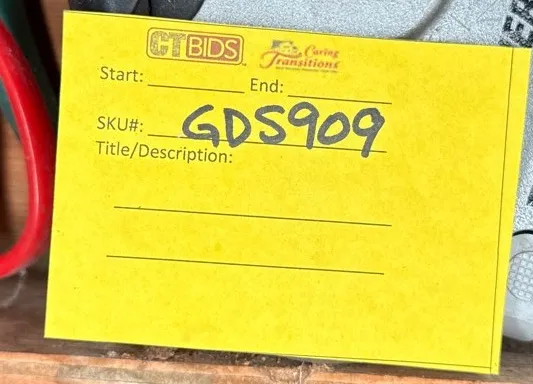 CTBIDS
Caring
Transitions
Start: End:
SKU#: GDS909
Title/Description: